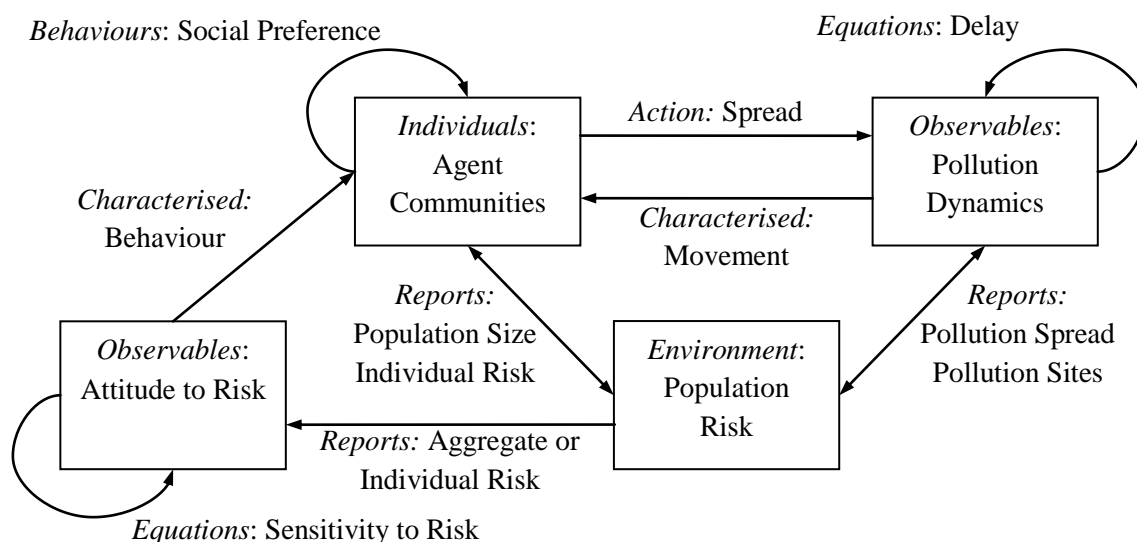 Behaviours: Social Preference
Equations: Delay
Individuals:
Agent
Communities
Action: Spread
Observables:
Pollution
Dynamics
Characterised:
Behaviour
Characterised:
Movement
Reports:
Population Size
Individual Risk
Reports:
Pollution Spread
Pollution Sites
Observables:
Attitude to Risk
Environment:
Population
Risk
Reports: Aggregate or
Individual Risk
Equations: Sensitivity to Risk